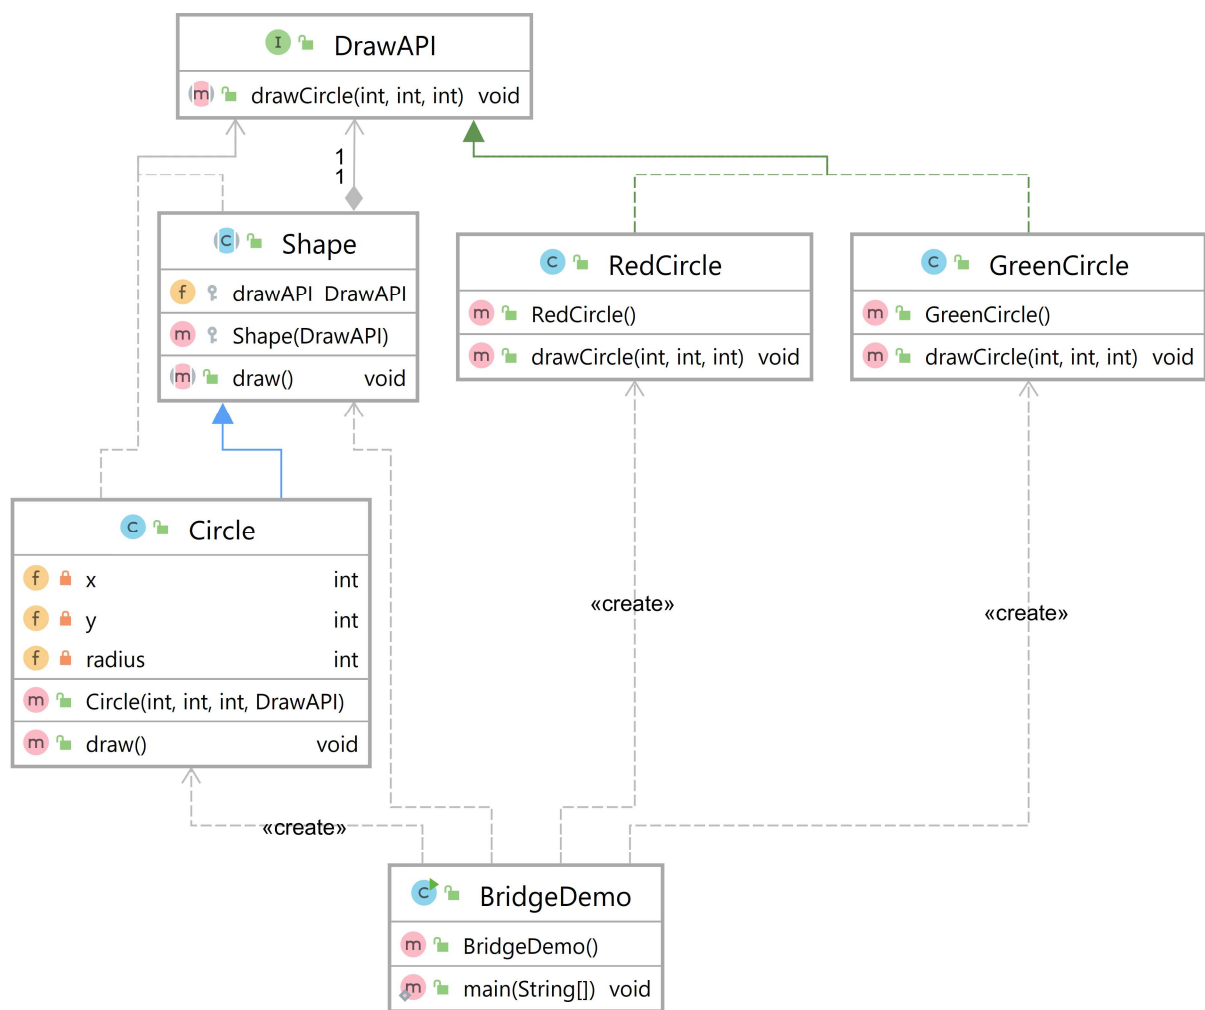 DrawAPI
drawCircle(int, int, int) void
1
1
Shape
drawAPI DrawAPI
Shape(DrawAPI)
draw() void
RedCircle
RedCircle()
drawCircle(int, int, int) void
GreenCircle
GreenCircle()
drawCircle(int, int, int) void
Circle
x int
y int
radius int
Circle(int, int, int, DrawAPI)
draw() void
«create»
«create»
«create»
BridgeDemo
BridgeDemo()
main(String[]) void